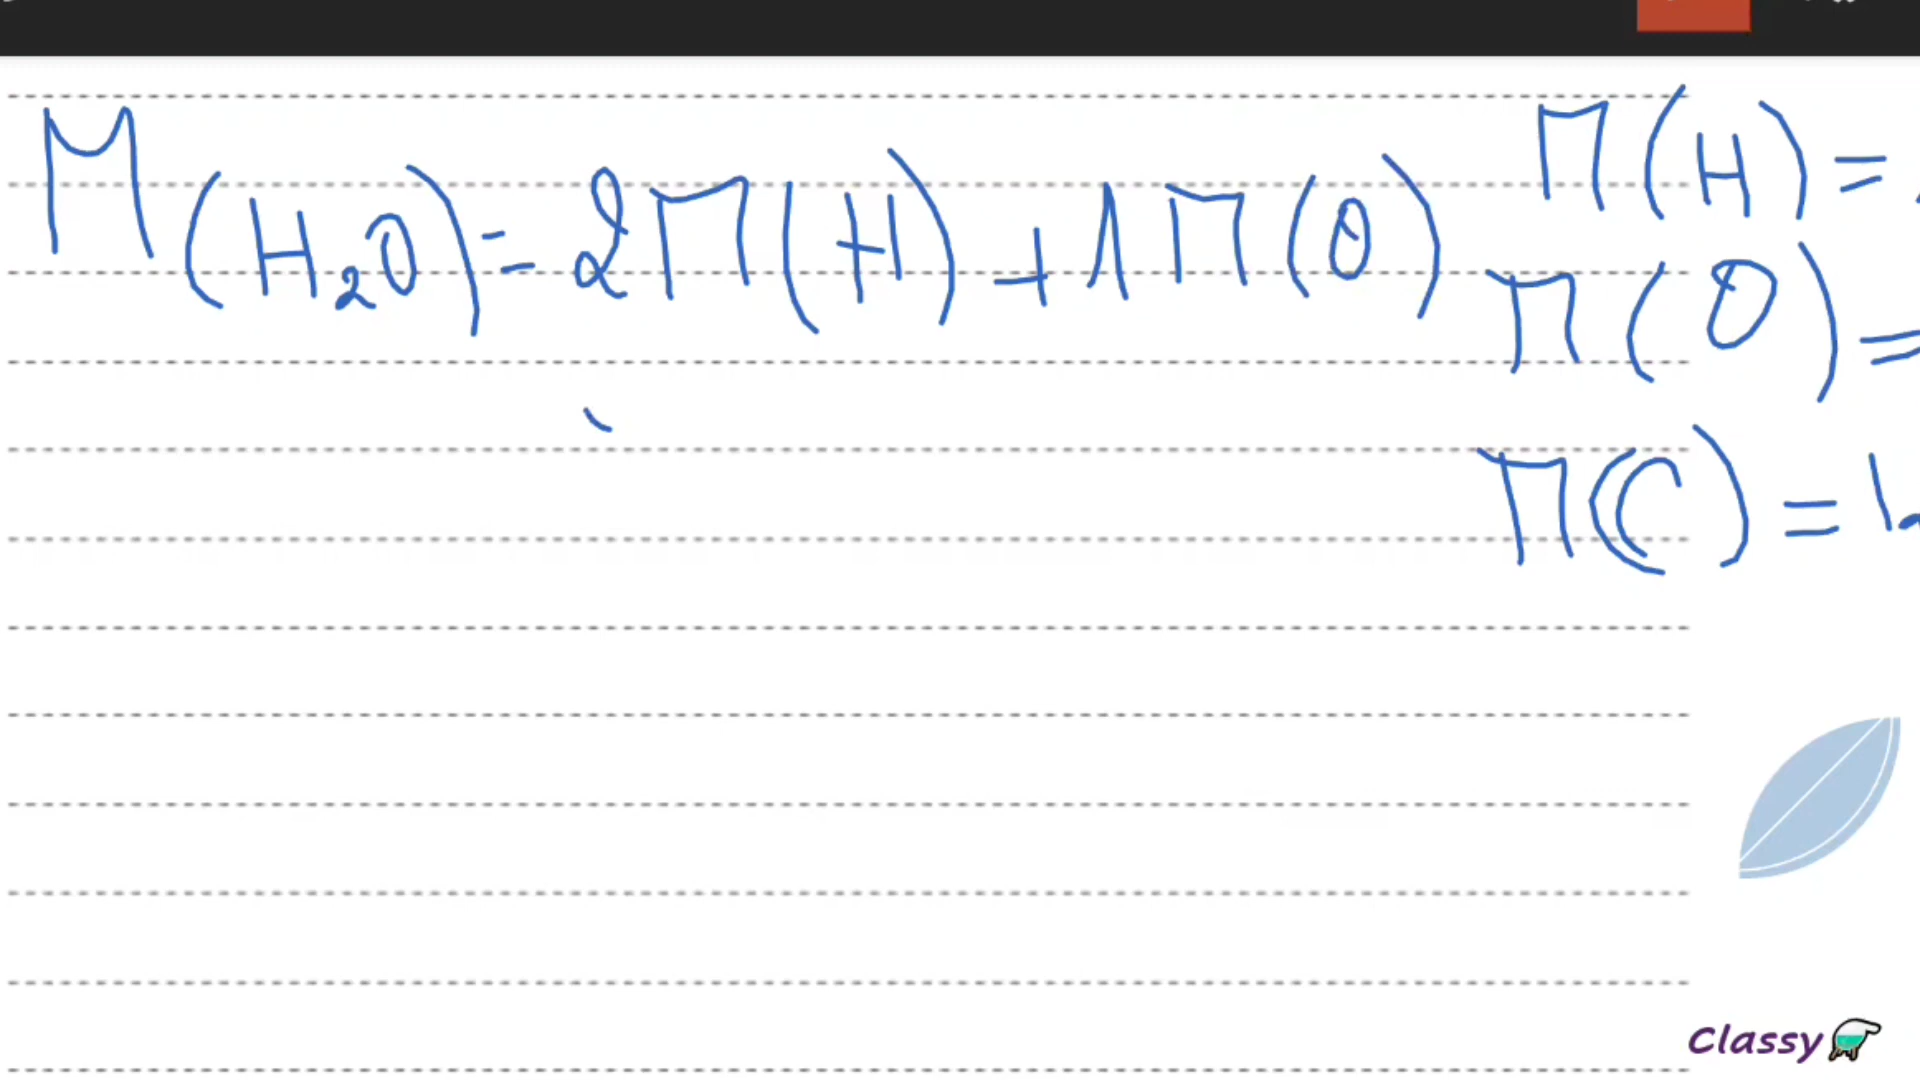 M(H₂O) = 2M(H) + 1M(O)
M(H) =
M(O) =
M(C) =
Classy